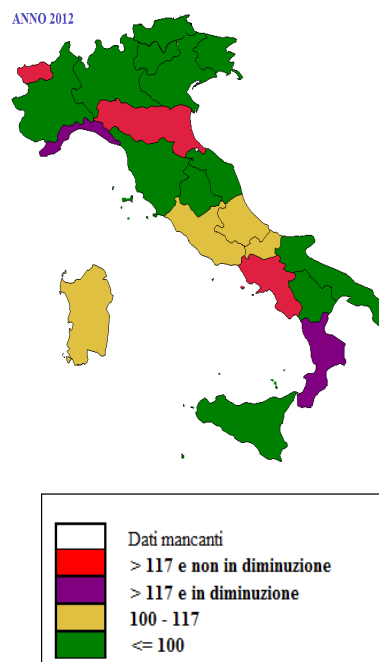 ANNO 2012
Dati mancanti
> 117 e non in diminuzione
> 117 e in diminuzione
100 - 117
<= 100